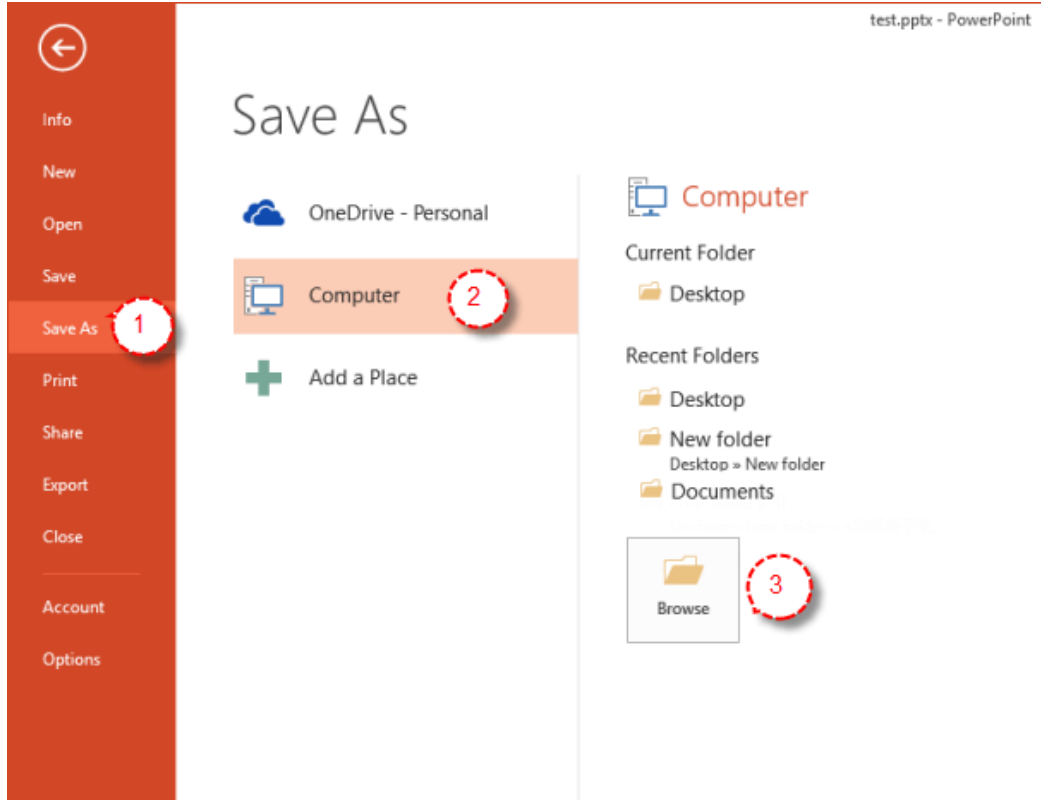 test.pptx - PowerPoint
Info
New
Open
Save
Save As
1
Print
Share
Export
Close
Account
Options
Save As
OneDrive - Personal
Computer
2
Add a Place
Computer
Current Folder
Desktop
Recent Folders
Desktop
New folder
Desktop » New folder
Documents
Browse
3